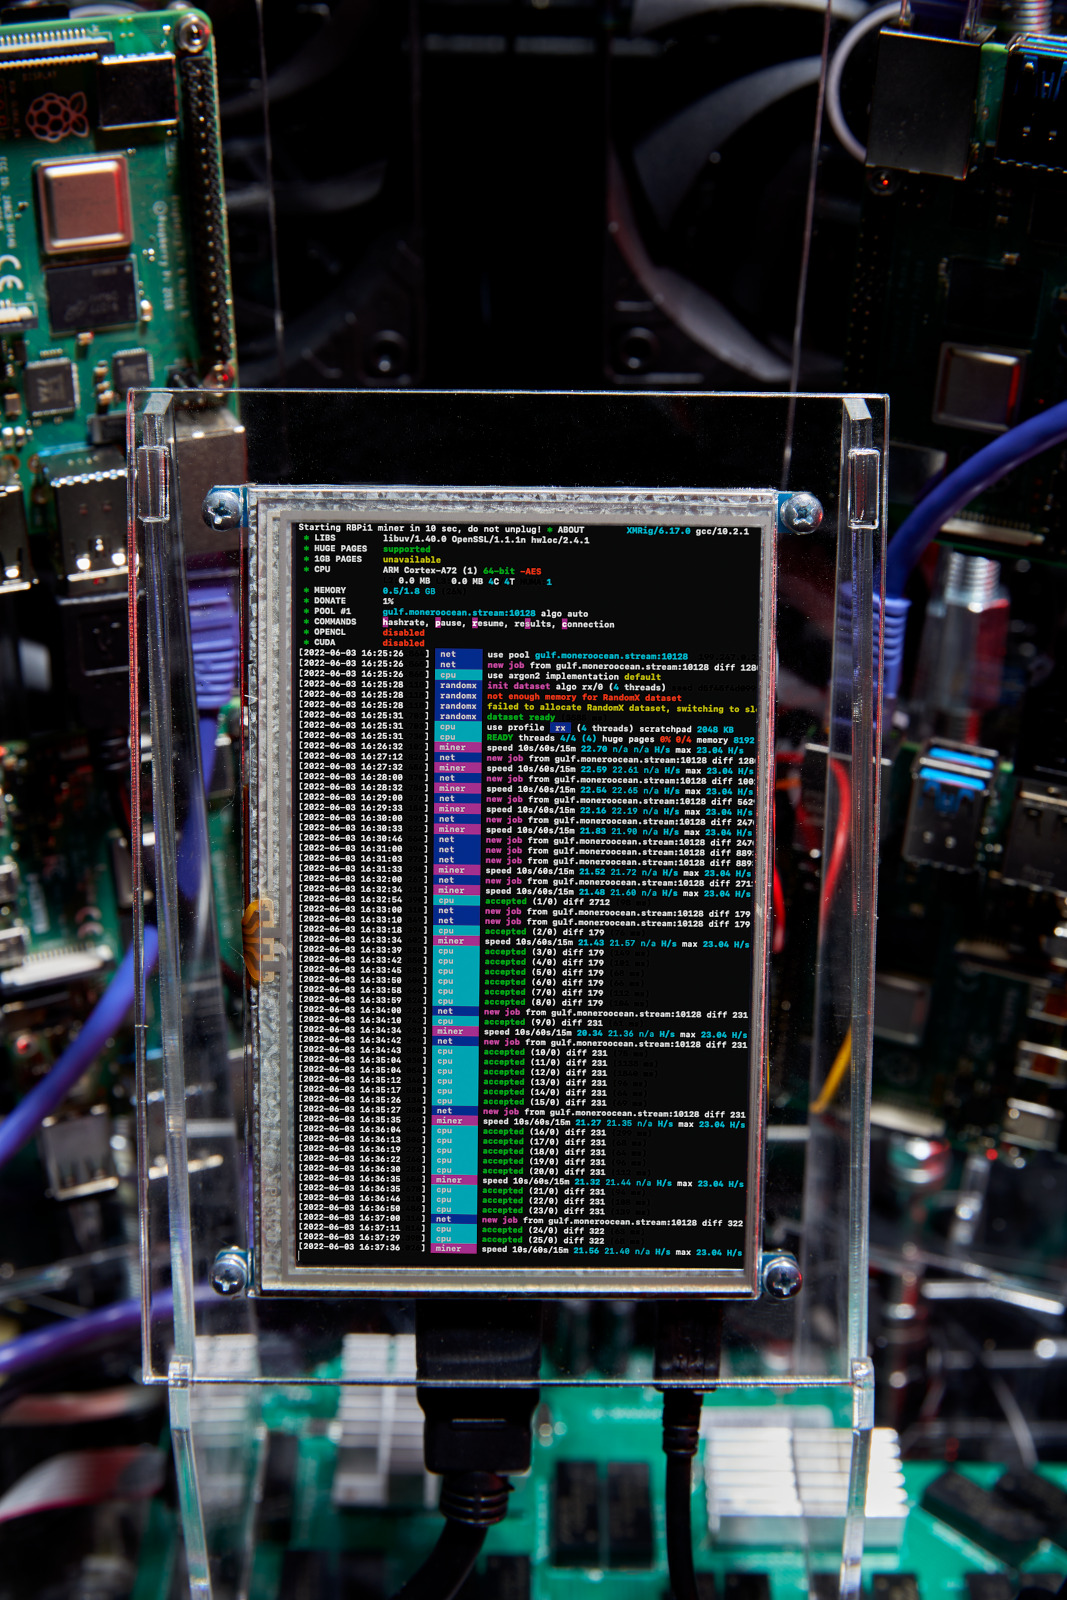 DISPLAY
Starting RBPi1 miner in 10 sec, do not unplug! * ABOUT XMRig/6.17.0 gcc/10.2.1
* LIBS libuv/1.40.0 OpenSSL/1.1.1n hwloc/2.4.1
* HUGE PAGES supported
* 1GB PAGES unavailable
* CPU ARM Cortex-A72 (1) 64-bit -AES
0.0 MB 0.0 MB 4C 4T 1
* MEMORY 0.5/1.8 GB
* DONATE 1%
* POOL #1 gulf.moneroocean.stream:10128 algo auto
* COMMANDS hashrate, pause, resume, results, connection
* OPENCL disabled
* CUDA disabled
[2022-06-03 16:25:26 ] net use pool gulf.moneroocean.stream:10128
[2022-06-03 16:25:26 ] net new job from gulf.moneroocean.stream:10128 diff 128
[2022-06-03 16:25:26 ] cpu use argon2 implementation default
[2022-06-03 16:25:28 ] randomx init dataset algo rx/0 (4 threads)
[2022-06-03 16:25:28 ] randomx not enough memory for RandomX dataset
[2022-06-03 16:25:28 ] randomx failed to allocate RandomX dataset, switching to sl
[2022-06-03 16:25:31 ] randomx dataset ready
[2022-06-03 16:25:31 ] cpu use profile rx (4 threads) scratchpad 2048 KB
[2022-06-03 16:25:31 ] cpu READY threads 4/4 (4) huge pages 0% 0/4 memory 8192
[2022-06-03 16:26:32 ] miner speed 10s/60s/15m 22.70 n/a n/a H/s max 23.04 H/s
[2022-06-03 16:27:12 ] net new job from gulf.moneroocean.stream:10128 diff 128
[2022-06-03 16:27:32 ] miner speed 10s/60s/15m 22.59 22.61 n/a H/s max 23.04 H/s
[2022-06-03 16:28:00 ] net new job from gulf.moneroocean.stream:10128 diff 100
[2022-06-03 16:28:32 ] miner speed 10s/60s/15m 22.54 22.65 n/a H/s max 23.04 H/s
[2022-06-03 16:29:00 ] net new job from gulf.moneroocean.stream:10128 diff 562
[2022-06-03 16:29:33 ] miner speed 10s/60s/15m 22.16 22.19 n/a H/s max 23.04 H/s
[2022-06-03 16:30:00 ] net new job from gulf.moneroocean.stream:10128 diff 247
[2022-06-03 16:30:33 ] miner speed 10s/60s/15m 21.83 21.90 n/a H/s max 23.04 H/s
[2022-06-03 16:30:46 ] net new job from gulf.moneroocean.stream:10128 diff 247
[2022-06-03 16:31:00 ] net new job from gulf.moneroocean.stream:10128 diff 889
[2022-06-03 16:31:03 ] net new job from gulf.moneroocean.stream:10128 diff 889
[2022-06-03 16:31:33 ] miner speed 10s/60s/15m 21.52 21.72 n/a H/s max 23.04 H/s
[2022-06-03 16:32:00 ] net new job from gulf.moneroocean.stream:10128 diff 271
[2022-06-03 16:32:34 ] miner speed 10s/60s/15m 21.48 21.60 n/a H/s max 23.04 H/s
[2022-06-03 16:32:54 ] cpu accepted (1/0) diff 2712
[2022-06-03 16:33:00 ] net new job from gulf.moneroocean.stream:10128 diff 179
[2022-06-03 16:33:10 ] net new job from gulf.moneroocean.stream:10128 diff 179
[2022-06-03 16:33:18 ] cpu accepted (2/0) diff 179
[2022-06-03 16:33:34 ] miner speed 10s/60s/15m 21.43 21.57 n/a H/s max 23.04 H/s
[2022-06-03 16:33:39 ] cpu accepted (3/0) diff 179
[2022-06-03 16:33:42 ] cpu accepted (4/0) diff 179
[2022-06-03 16:33:45 ] cpu accepted (5/0) diff 179
[2022-06-03 16:33:50 ] cpu accepted (6/0) diff 179
[2022-06-03 16:33:58 ] cpu accepted (7/0) diff 179
[2022-06-03 16:33:59 ] cpu accepted (8/0) diff 179
[2022-06-03 16:34:00 ] net new job from gulf.moneroocean.stream:10128 diff 231
[2022-06-03 16:34:10 ] cpu accepted (9/0) diff 231
[2022-06-03 16:34:34 ] miner speed 10s/60s/15m 20.34 21.36 n/a H/s max 23.04 H/s
[2022-06-03 16:34:42 ] net new job from gulf.moneroocean.stream:10128 diff 231
[2022-06-03 16:34:43 ] cpu accepted (10/0) diff 231
[2022-06-03 16:35:04 ] cpu accepted (11/0) diff 231
[2022-06-03 16:35:04 ] cpu accepted (12/0) diff 231
[2022-06-03 16:35:12 ] cpu accepted (13/0) diff 231
[2022-06-03 16:35:17 ] cpu accepted (14/0) diff 231
[2022-06-03 16:35:26 ] cpu accepted (15/0) diff 231
[2022-06-03 16:35:27 ] net new job from gulf.moneroocean.stream:10128 diff 231
[2022-06-03 16:35:35 ] miner speed 10s/60s/15m 21.27 21.35 n/a H/s max 23.04 H/s
[2022-06-03 16:36:04 ] cpu accepted (16/0) diff 231
[2022-06-03 16:36:13 ] cpu accepted (17/0) diff 231
[2022-06-03 16:36:19 ] cpu accepted (18/0) diff 231
[2022-06-03 16:36:22 ] cpu accepted (19/0) diff 231
[2022-06-03 16:36:30 ] cpu accepted (20/0) diff 231
[2022-06-03 16:36:35 ] miner speed 10s/60s/15m 21.32 21.44 n/a H/s max 23.04 H/s
[2022-06-03 16:36:35 ] cpu accepted (21/0) diff 231
[2022-06-03 16:36:46 ] cpu accepted (22/0) diff 231
[2022-06-03 16:36:50 ] cpu accepted (23/0) diff 231
[2022-06-03 16:37:00 ] net new job from gulf.moneroocean.stream:10128 diff 322
[2022-06-03 16:37:11 ] cpu accepted (24/0) diff 322
[2022-06-03 16:37:29 ] cpu accepted (25/0) diff 322
[2022-06-03 16:37:36 ] miner speed 10s/60s/15m 21.56 21.40 n/a H/s max 23.04 H/s